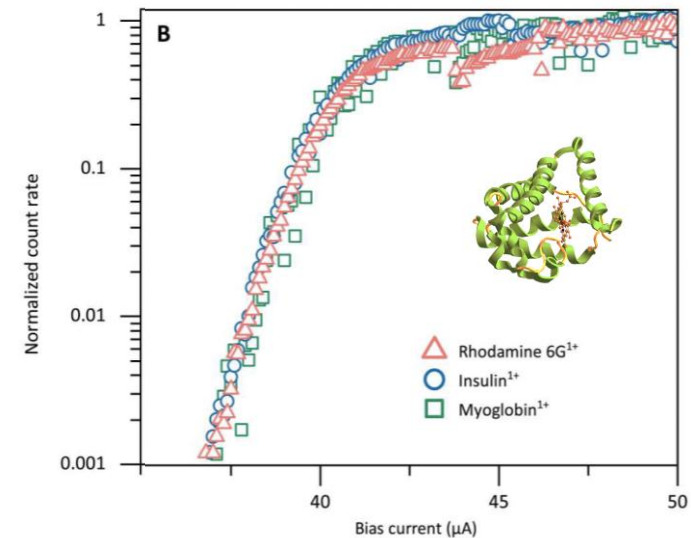 B
1
0.1
0.01
0.001
Normalized count rate
Rhodamine 6G¹⁺
Insulin¹⁺
Myoglobin¹⁺
40
45
50
Bias current (µA)